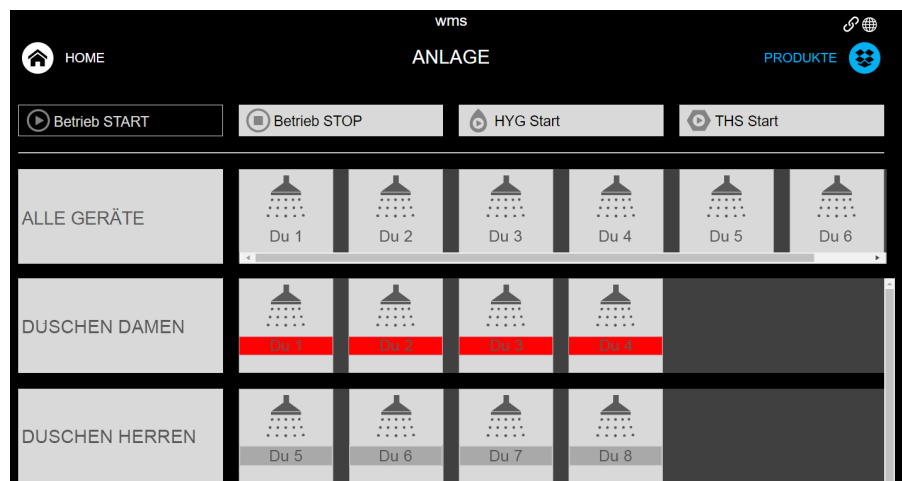 wms
HOME ANLAGE PRODUKTE
Betrieb START Betrieb STOP HYG Start THS Start
ALLE GERÄTE
Du 1 Du 2 Du 3 Du 4 Du 5 Du 6
DUSCHEN DAMEN
Du 1 Du 2 Du 3 Du 4
DUSCHEN HERREN
Du 5 Du 6 Du 7 Du 8